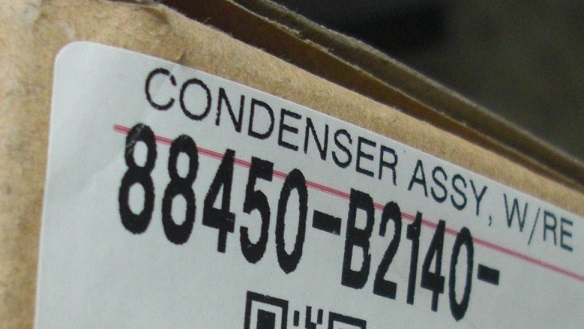 CONDENSER ASSY, W/RE
88450-B2140-